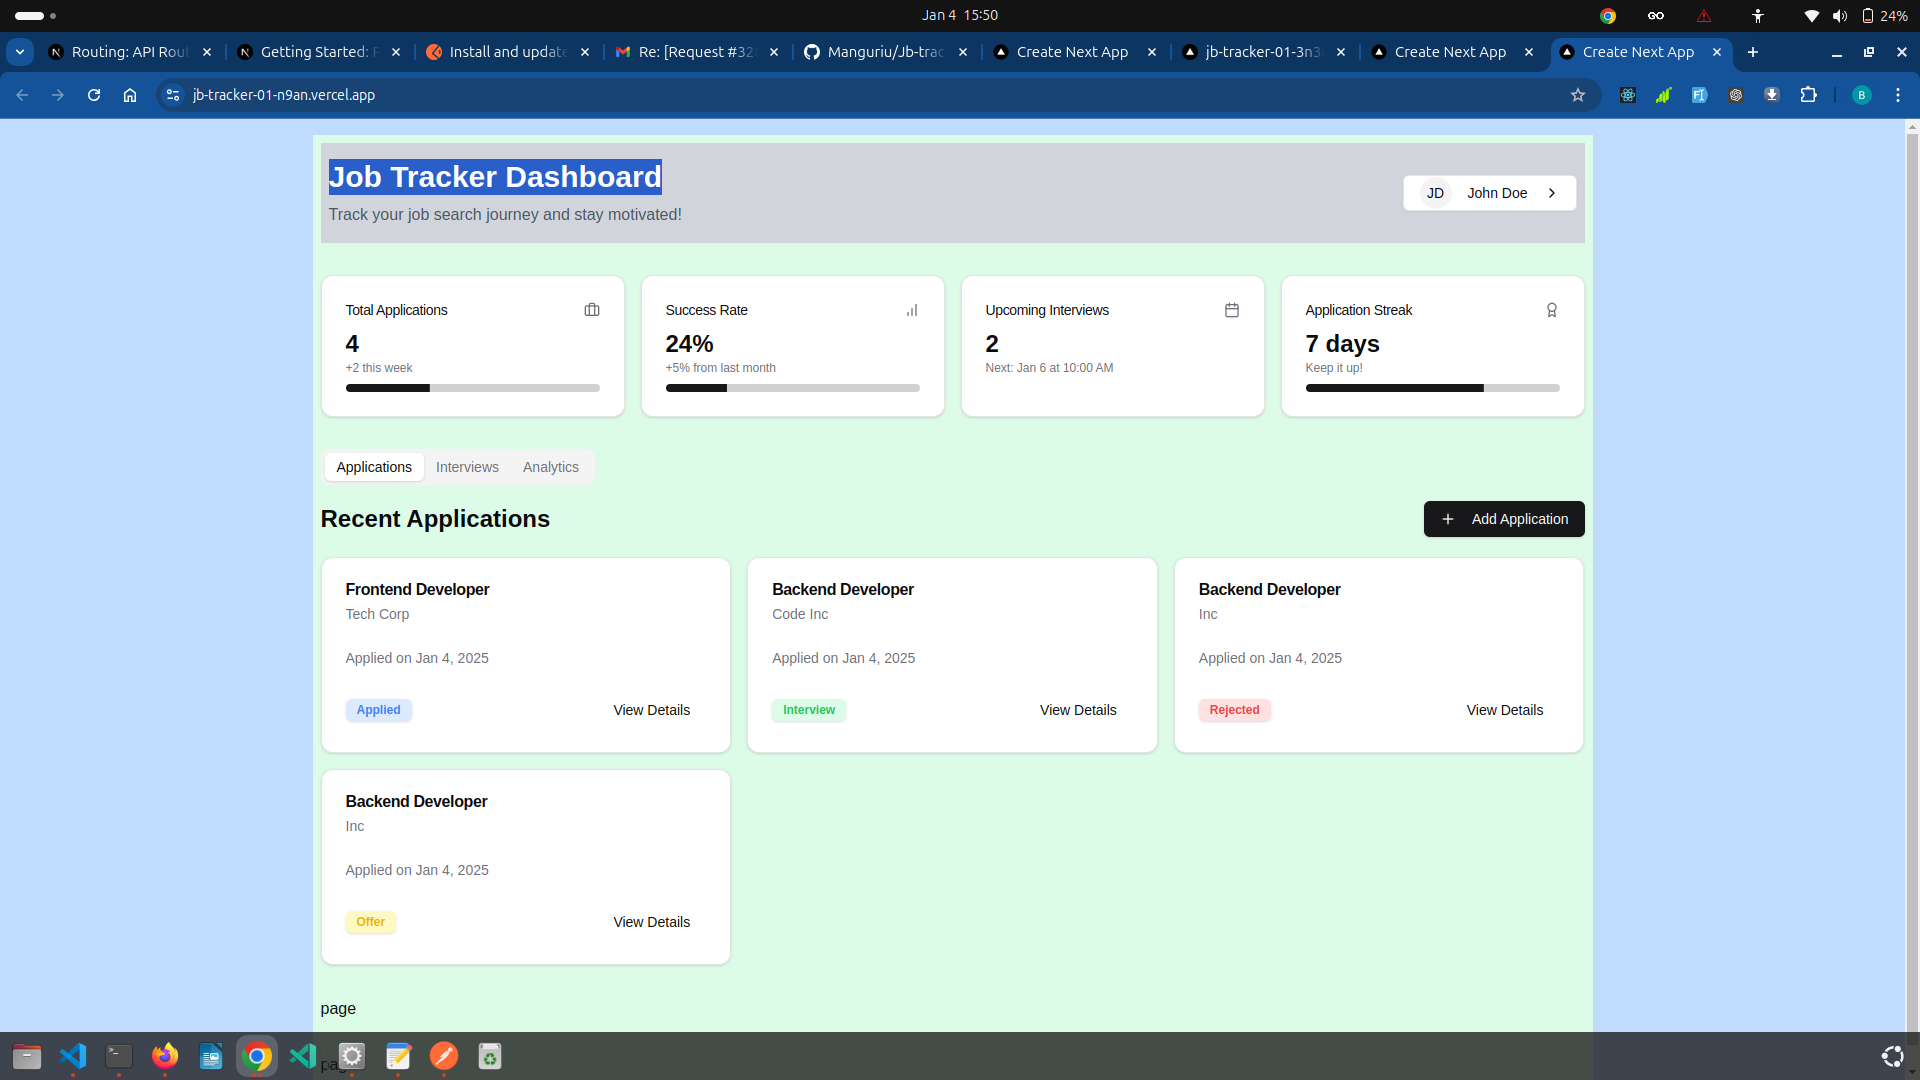 Jan 4 15:50
24%
Routing: API Rout
Getting Started: F
Install and update
Re: [Request #32
Manguriu/Jb-trac
Create Next App
jb-tracker-01-3n3
Create Next App
Create Next App
jb-tracker-01-n9an.vercel.app
B
Job Tracker Dashboard
Track your job search journey and stay motivated!
JD John Doe
Total Applications
4
+2 this week
Success Rate
24%
+5% from last month
Upcoming Interviews
2
Next: Jan 6 at 10:00 AM
Application Streak
7 days
Keep it up!
Applications Interviews Analytics
Recent Applications
Add Application
Frontend Developer
Tech Corp
Applied on Jan 4, 2025
Applied
View Details
Backend Developer
Code Inc
Applied on Jan 4, 2025
Interview
View Details
Backend Developer
Inc
Applied on Jan 4, 2025
Rejected
View Details
Backend Developer
Inc
Applied on Jan 4, 2025
Offer
View Details
page